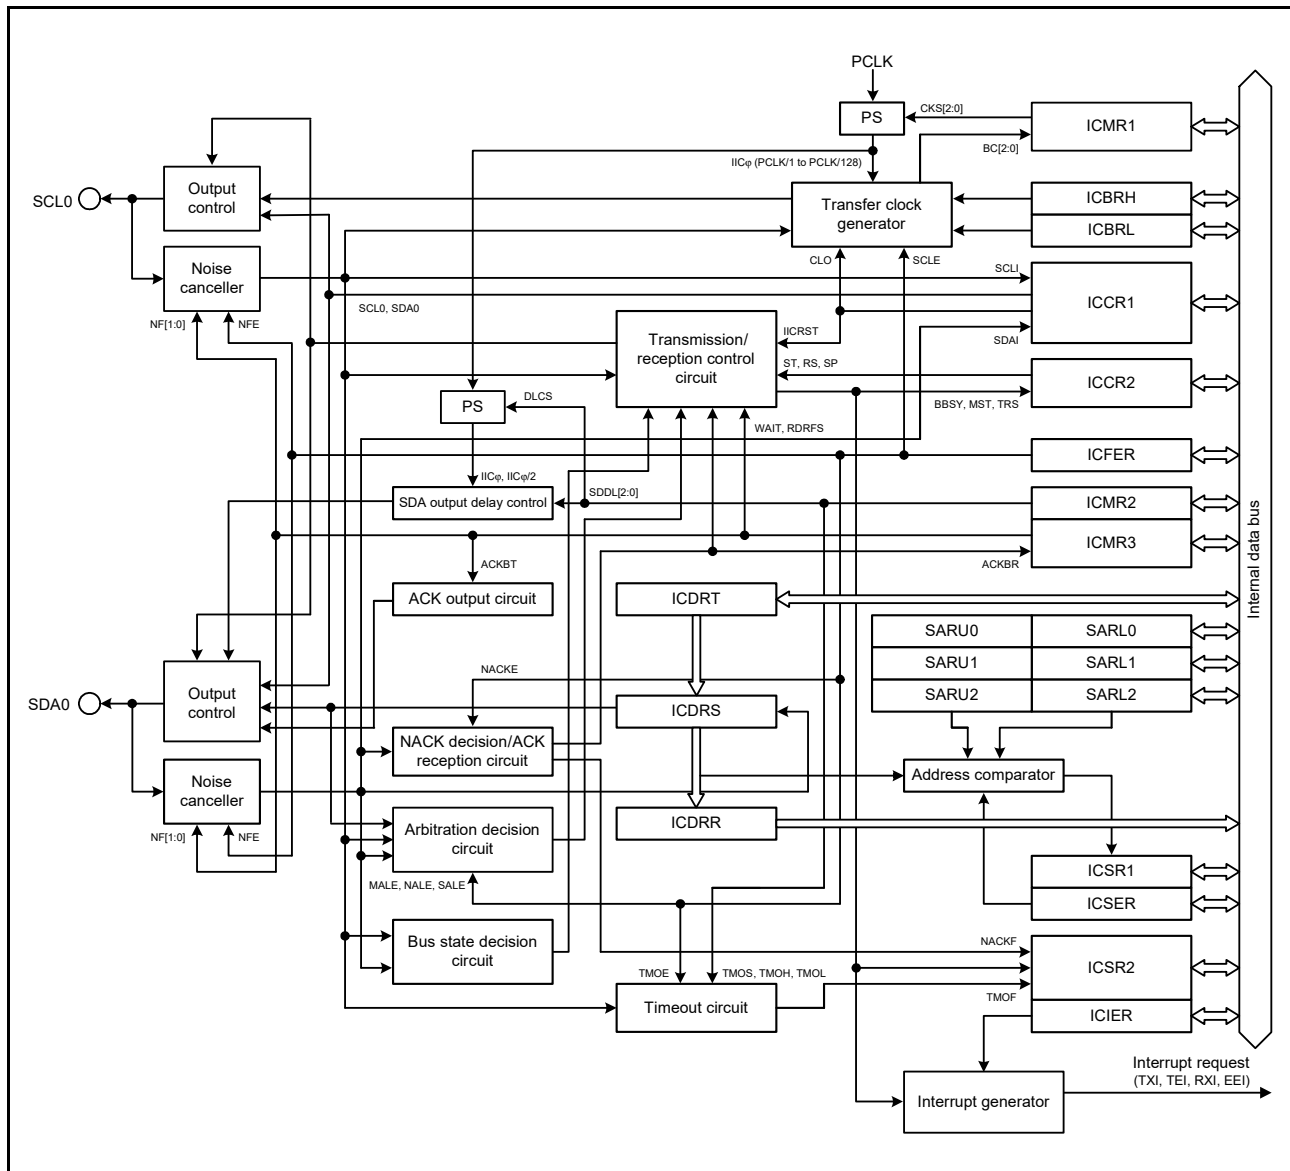 PCLK
PS
CKS[2:0]
ICMR1
BC[2:0]
IICφ (PCLK/1 to PCLK/128)
SCL0
Output
control
Transfer clock
generator
ICBRH
ICBRL
Noise
canceller
CLO
SCLE
SCLI
ICCR1
SCL0, SDA0
NF[1:0]
NFE
Transmission/
reception control
circuit
IICRST
SDAI
ST, RS, SP
ICCR2
BBSY, MST, TRS
PS
DLCS
WAIT, RDRFS
ICFER
IICφ, IICφ/2
SDA output delay control
SDDL[2:0]
ICMR2
ICMR3
ACKBR
ACKBT
ACK output circuit
ICDRT
Internal data bus
SARU0
SARL0
SARU1
SARL1
SARU2
SARL2
SDA0
Output
control
NACKE
ICDRS
NACK decision/ACK
reception circuit
Address comparator
Noise
canceller
NF[1:0]
NFE
Arbitration decision
circuit
ICDRR
MALE, NALE, SALE
ICSR1
ICSER
Bus state decision
circuit
NACKF
ICSR2
TMOE
TMOS, TMOH, TMOL
TMOF
Timeout circuit
ICIER
Interrupt request
(TXI, TEI, RXI, EEI)
Interrupt generator